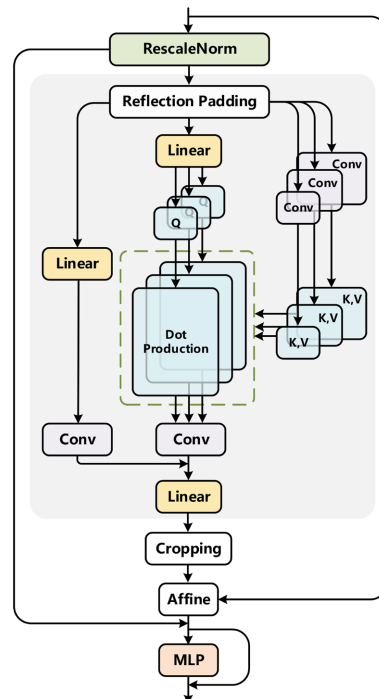 RescaleNorm
Reflection Padding
Linear
Conv
Conv
Conv
Q
Q
Q
Linear
K,V
K,V
K,V
Dot
Production
Conv
Conv
Linear
Cropping
Affine
MLP